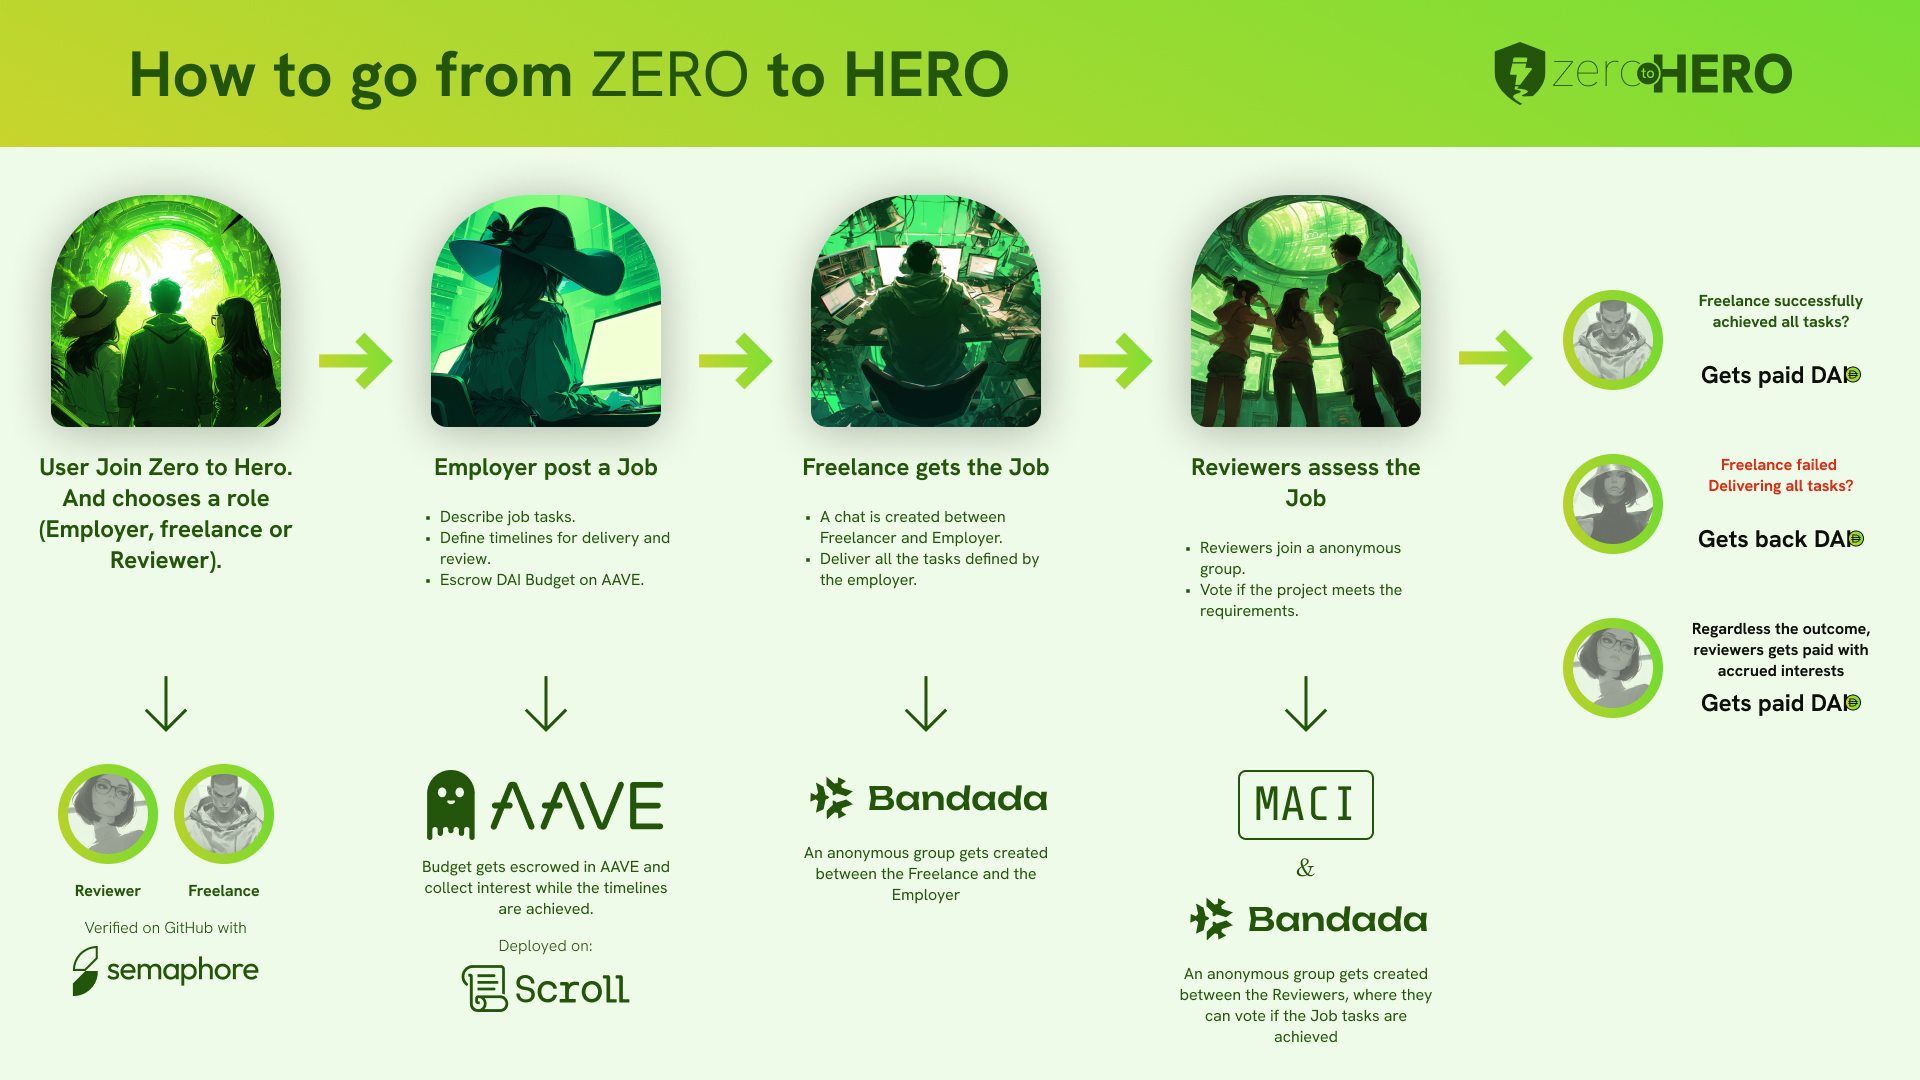 How to go from ZERO to HERO
zero to HERO
User Join Zero to Hero.
And chooses a role
(Employer, freelance or
Reviewer).
Employer post a Job
▪ Describe job tasks.
▪ Define timelines for delivery and
review.
▪ Escrow DAI Budget on AAVE.
Freelance gets the Job
▪ A chat is created between
Freelancer and Employer.
▪ Deliver all the tasks defined by
the employer.
Reviewers assess the
Job
▪ Reviewers join a anonymous
group.
▪ Vote if the project meets the
requirements.
Freelance successfully
achieved all tasks?
Gets paid DAI
Freelance failed
Delivering all tasks?
Gets back DAI
Regardless the outcome,
reviewers gets paid with
accrued interests
Gets paid DAI
Reviewer
Freelance
Verified on GitHub with
semaphore
AAVE
Budget gets escrowed in AAVE and
collect interest while the timelines
are achieved.
Deployed on:
Scroll
Bandada
An anonymous group gets created
between the Freelance and the
Employer
MACI
&
Bandada
An anonymous group gets created
between the Reviewers, where they
can vote if the Job tasks are
achieved